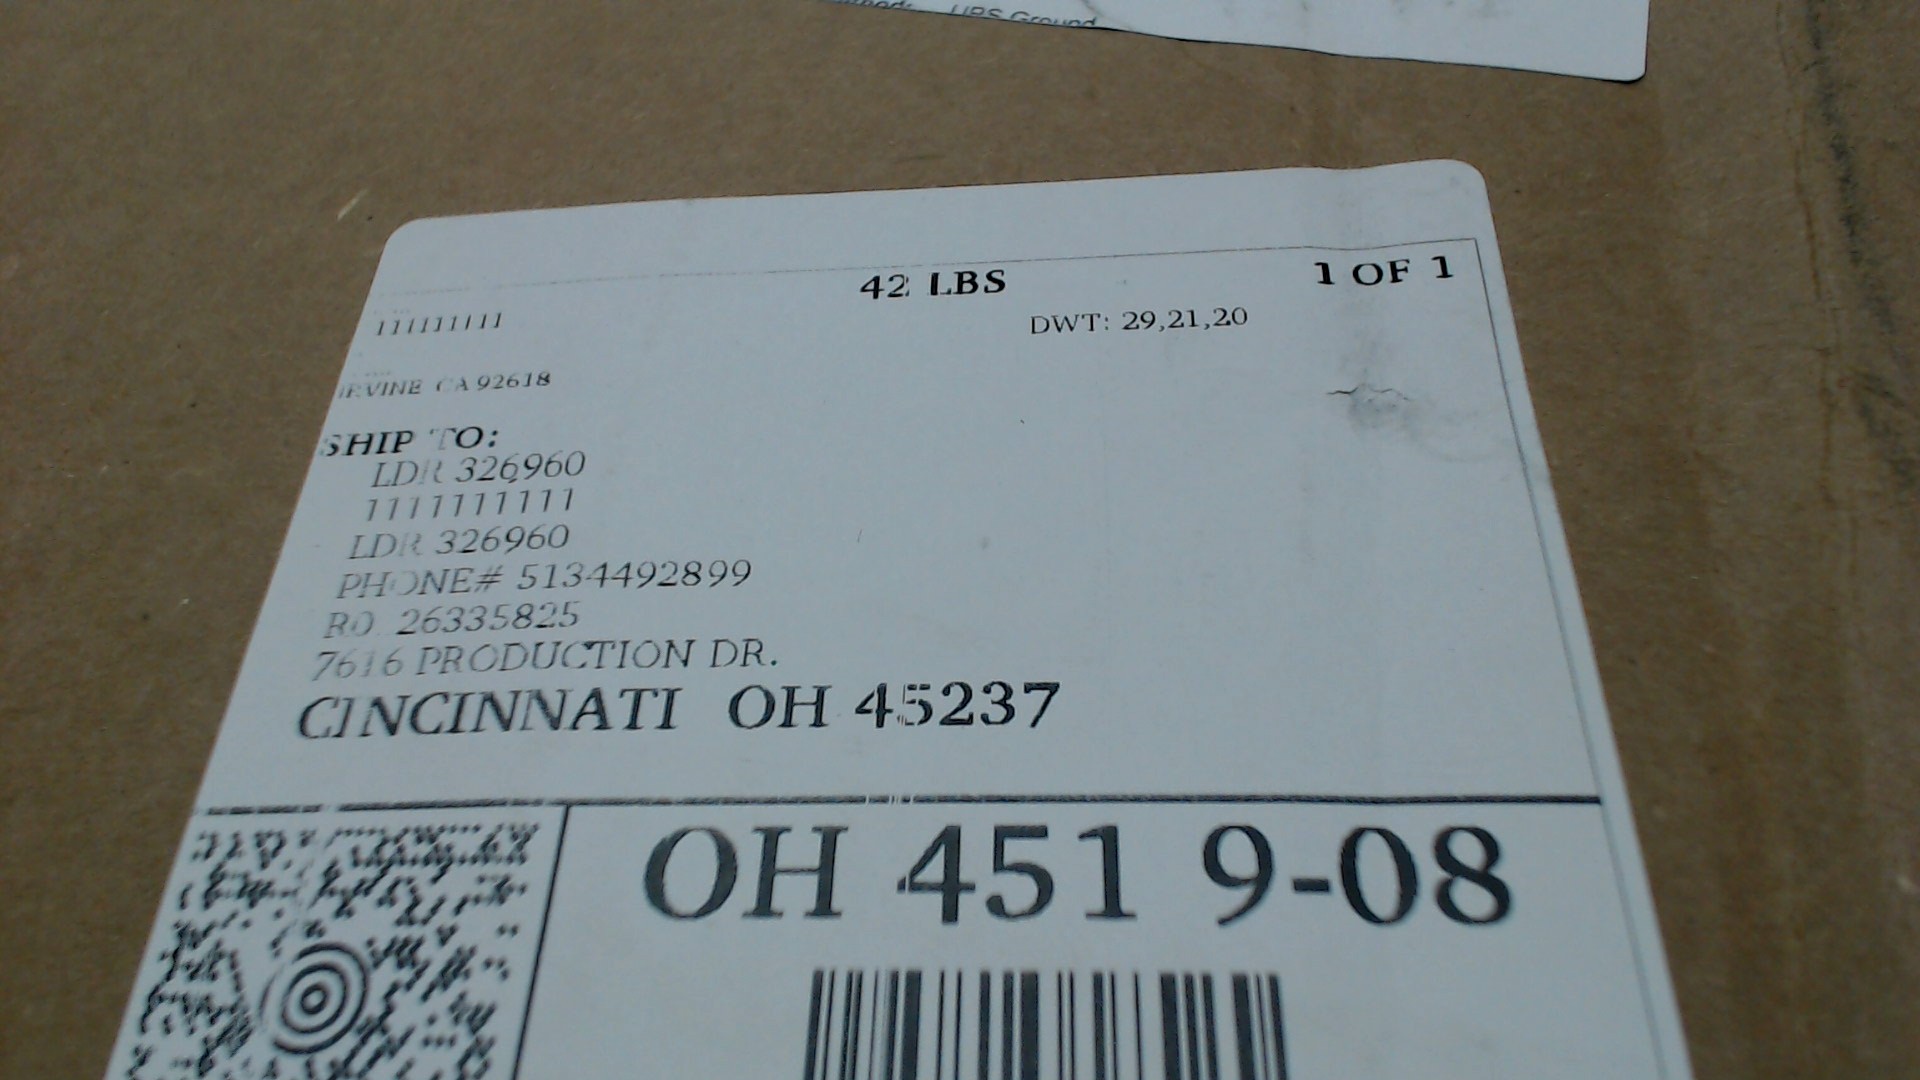 UPS Ground
42 LBS
1 OF 1
111111111
DWT: 29,21,20
IRVINE CA 92618
SHIP TO:
LDR 326960
1111111111
LDR 326960
PHONE# 5134492899
RO 26335825
7616 PRODUCTION DR.
CINCINNATI OH 45237
OH 451 9-08